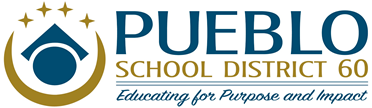 PUEBLO
SCHOOL DISTRICT 60
Educating for Purpose and Impact